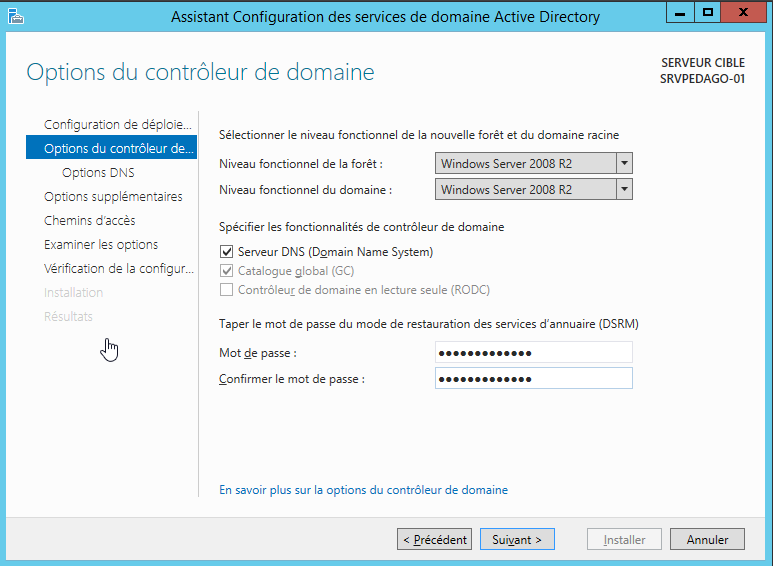 Assistant Configuration des services de domaine Active Directory
Options du contrôleur de domaine
SERVEUR CIBLE
SRVPEDAGO-01
Configuration de déploie...
Options du contrôleur de...
Options DNS
Options supplémentaires
Chemins d'accès
Examiner les options
Vérification de la configur...
Installation
Résultats
Sélectionner le niveau fonctionnel de la nouvelle forêt et du domaine racine
Niveau fonctionnel de la forêt : Windows Server 2008 R2
Niveau fonctionnel du domaine : Windows Server 2008 R2
Spécifier les fonctionnalités de contrôleur de domaine
Serveur DNS (Domain Name System)
Catalogue global (GC)
Contrôleur de domaine en lecture seule (RODC)
Taper le mot de passe du mode de restauration des services d'annuaire (DSRM)
Mot de passe : •••••••••••••
Confirmer le mot de passe : •••••••••••••
En savoir plus sur la options du contrôleur de domaine
< Précédent Suivant > Installer Annuler